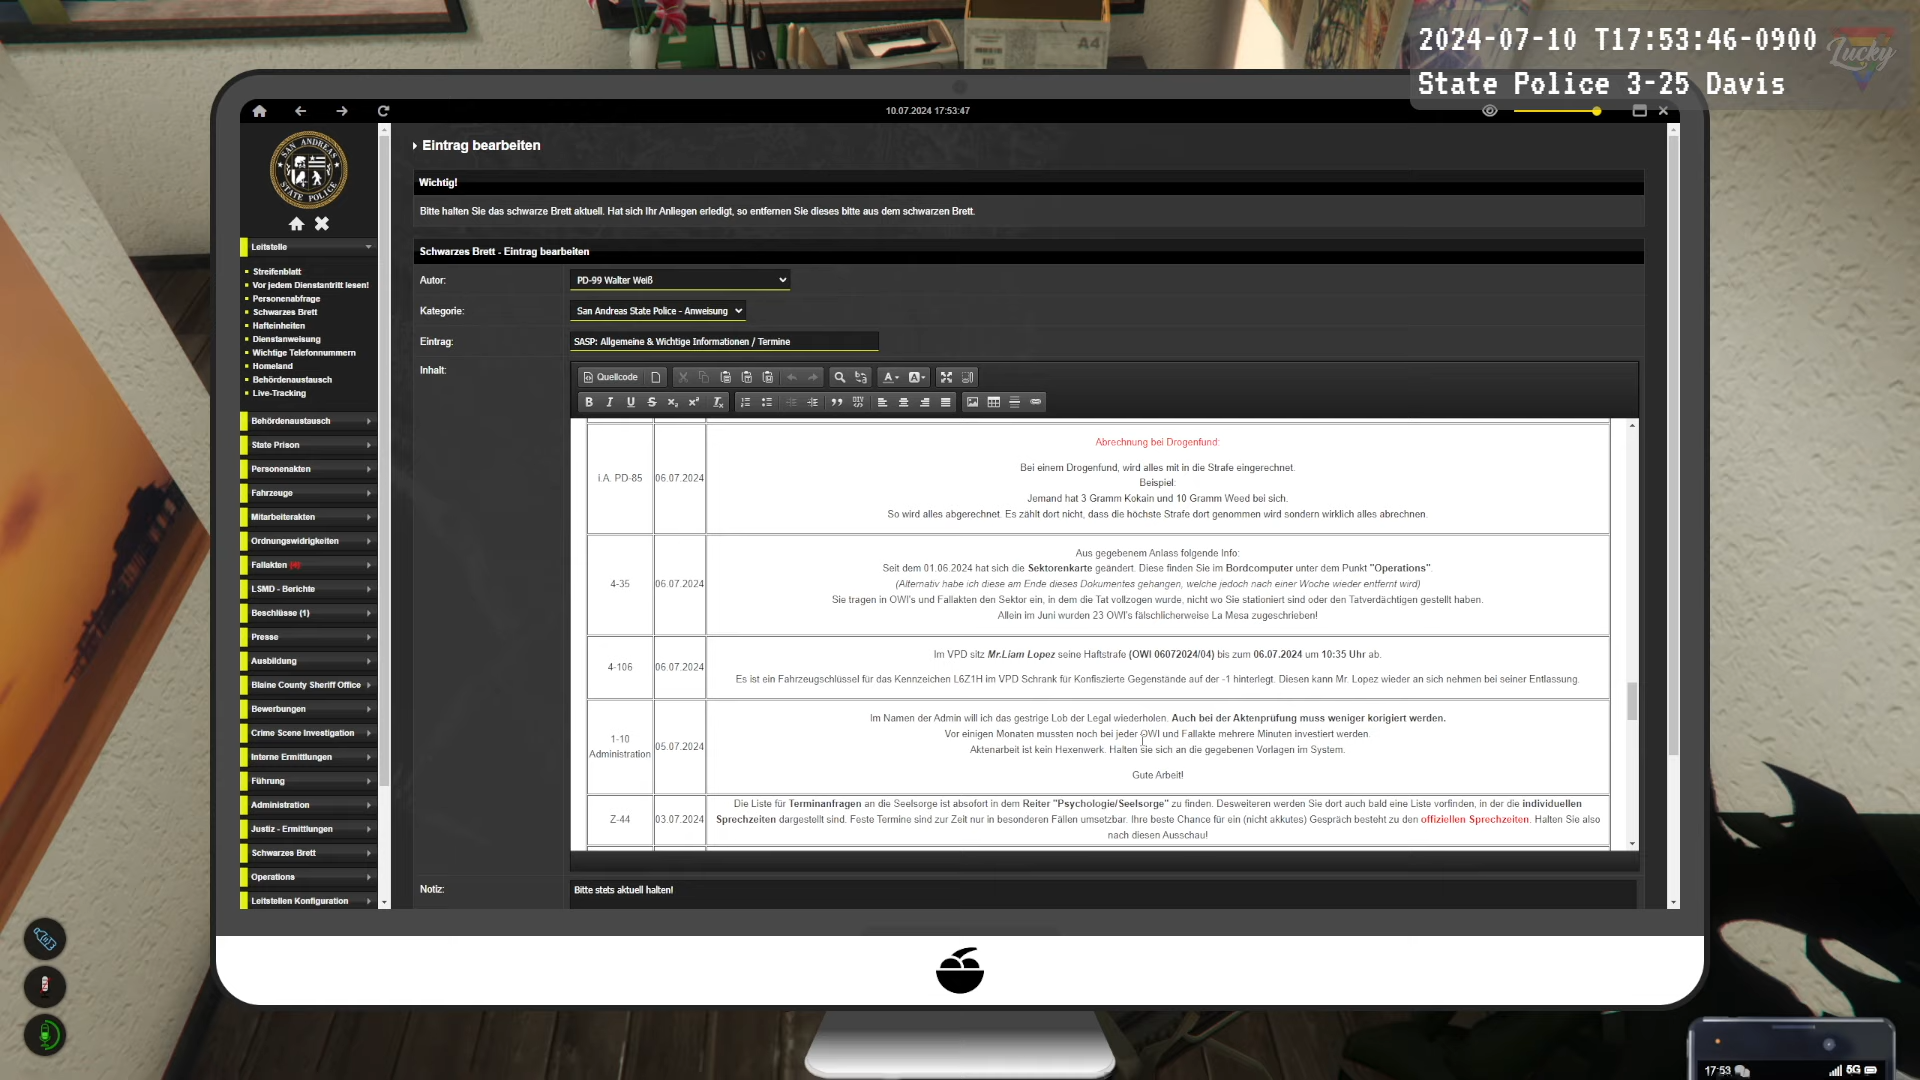 2024-07-10 T17:53:46-0900
State Police 3-25 Davis
Lucky
A4
10.07.2024 17:53:47
SAN ANDREAS
STATE POLICE
Leitstelle
Streifenblatt
Vor jedem Dienstantritt lesen!
Personenabfrage
Schwarzes Brett
Hafteinheiten
Dienstanweisung
Wichtige Telefonnummern
Homeland
Behördenaustausch
Live-Tracking
Behördenaustausch
State Prison
Personenakten
Fahrzeuge
Mitarbeiterakten
Ordnungswidrigkeiten
Fallakten
LSMD - Berichte
Beschlüsse (1)
Presse
Ausbildung
Blaine County Sheriff Office
Bewerbungen
Crime Scene Investigation
Interne Ermittlungen
Führung
Administration
Justiz - Ermittlungen
Schwarzes Brett
Operations
Leitstellen Konfiguration
Eintrag bearbeiten
Wichtig!
Bitte halten Sie das schwarze Brett aktuell. Hat sich Ihr Anliegen erledigt, so entfernen Sie dieses bitte aus dem schwarzen Brett.
Schwarzes Brett - Eintrag bearbeiten
Autor: PD-99 Walter Weiß
Kategorie: San Andreas State Police - Anweisung
Eintrag: SASP: Allgemeine & Wichtige Informationen / Termine
Inhalt:
Quellcode
Abrechnung bei Drogenfund:
i.A. PD-85 06.07.2024
Bei einem Drogenfund, wird alles mit in die Strafe eingerechnet.
Beispiel:
Jemand hat 3 Gramm Kokain und 10 Gramm Weed bei sich.
So wird alles abgerechnet. Es zählt dort nicht, dass die höchste Strafe dort genommen wird sondern wirklich alles abrechnen.
4-35 06.07.2024
Aus gegebenem Anlass folgende Info:
Seit dem 01.06.2024 hat sich die Sektorenkarte geändert. Diese finden Sie im Bordcomputer unter dem Punkt "Operations".
(Alternativ habe ich diese am Ende dieses Dokumentes gehangen, welche jedoch nach einer Woche wieder entfernt wird)
Sie tragen in OWI's und Fallakten den Sektor ein, in dem die Tat vollzogen wurde, nicht wo Sie stationiert sind oder den Tatverdächtigen gestellt haben.
Allein im Juni wurden 23 OWI's fälschlicherweise La Mesa zugeschrieben!
4-106 06.07.2024
Im VPD sitz Mr.Liam Lopez seine Haftstrafe (OWI 06072024/04) bis zum 06.07.2024 um 10:35 Uhr ab.
Es ist ein Fahrzeugschlüssel für das Kennzeichen L6Z1H im VPD Schrank für Konfiszierte Gegenstände auf der -1 hinterlegt. Diesen kann Mr. Lopez wieder an sich nehmen bei seiner Entlassung.
1-10
Administration 05.07.2024
Im Namen der Admin will ich das gestrige Lob der Legal wiederholen. Auch bei der Aktenprüfung muss weniger korigiert werden.
Vor einigen Monaten mussten noch bei jeder OWI und Fallakte mehrere Minuten investiert werden.
Aktenarbeit ist kein Hexenwerk. Halten sie sich an die gegebenen Vorlagen im System.
Gute Arbeit!
Z-44 03.07.2024
Die Liste für Terminanfragen an die Seelsorge ist absofort in dem Reiter "Psychologie/Seelsorge" zu finden. Desweiteren werden Sie dort auch bald eine Liste vorfinden, in der die individuellen
Sprechzeiten dargestellt sind. Feste Termine sind zur Zeit nur in besonderen Fällen umsetzbar. Ihre beste Chance für ein (nicht akkutes) Gespräch besteht zu den offiziellen Sprechzeiten. Halten Sie also
nach diesen Ausschau!
Notiz: Bitte stets aktuell halten!
17:53
5G